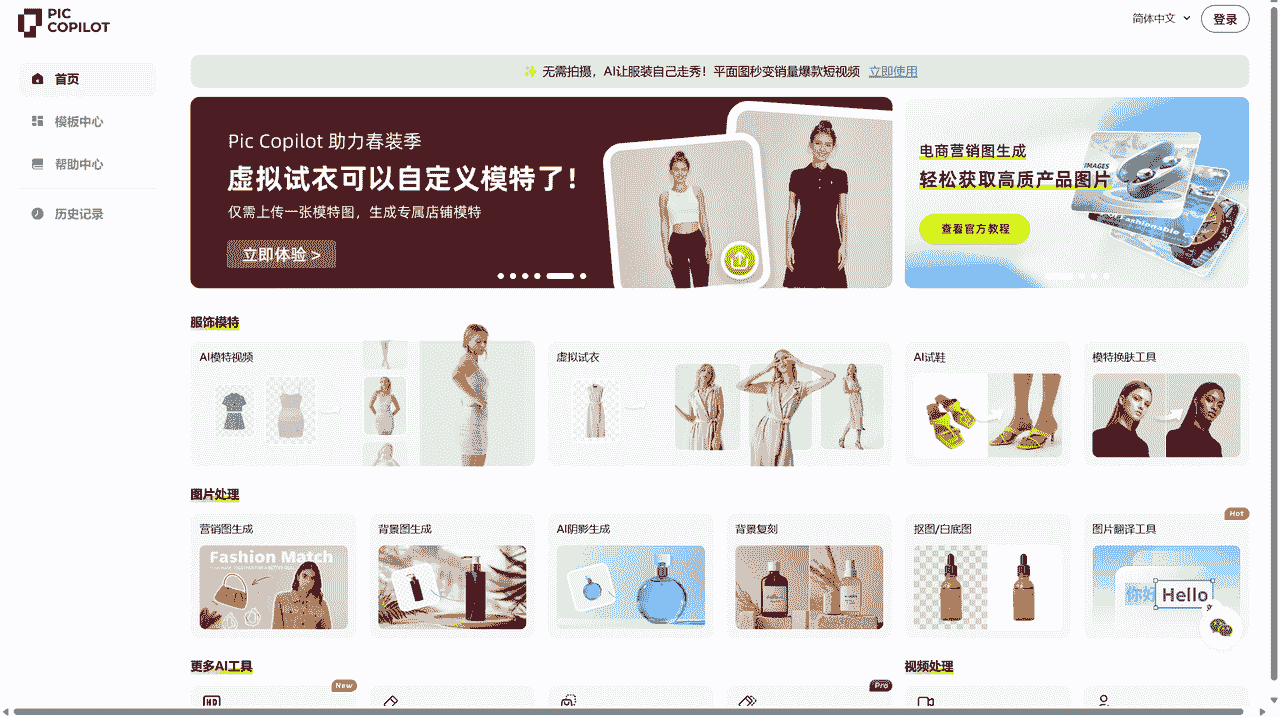 PIC
COPILOT
简体中文
登录
首页
模板中心
帮助中心
历史记录
✨ 无需拍摄，AI让服装自己走秀！平面图秒变销量爆款短视频 立即使用
Pic Copilot 助力春装季
虚拟试衣可以自定义模特了！
仅需上传一张模特图，生成专属店铺模特
立即体验 >
电商营销图生成
轻松获取高质产品图片
查看官方教程
IMAGES
服饰模特
AI模特视频
虚拟试衣
AI试鞋
模特换肤工具
图片处理
Hot
营销图生成
背景图生成
AI阴影生成
背景复刻
抠图/白底图
图片翻译工具
Fashion Match
你好
Hello
更多AI工具
视频处理
New
Pro
HD